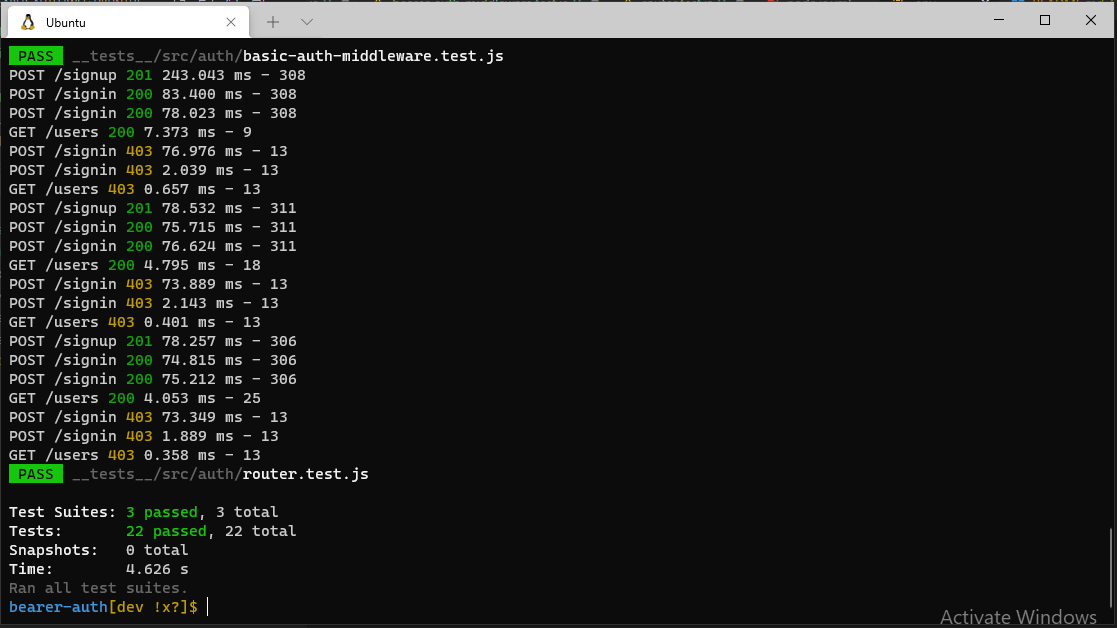 Ubuntu
PASS __tests__/src/auth/basic-auth-middleware.test.js
POST /signup 201 243.043 ms - 308
POST /signin 200 83.400 ms - 308
POST /signin 200 78.023 ms - 308
GET /users 200 7.373 ms - 9
POST /signin 403 76.976 ms - 13
POST /signin 403 2.039 ms - 13
GET /users 403 0.657 ms - 13
POST /signup 201 78.532 ms - 311
POST /signin 200 75.715 ms - 311
POST /signin 200 76.624 ms - 311
GET /users 200 4.795 ms - 18
POST /signin 403 73.889 ms - 13
POST /signin 403 2.143 ms - 13
GET /users 403 0.401 ms - 13
POST /signup 201 78.257 ms - 306
POST /signin 200 74.815 ms - 306
POST /signin 200 75.212 ms - 306
GET /users 200 4.053 ms - 25
POST /signin 403 73.349 ms - 13
POST /signin 403 1.889 ms - 13
GET /users 403 0.358 ms - 13
PASS __tests__/src/auth/router.test.js
Test Suites: 3 passed, 3 total
Tests: 22 passed, 22 total
Snapshots: 0 total
Time: 4.626 s
Ran all test suites.
bearer-auth[dev !x?]$
Activate Windows